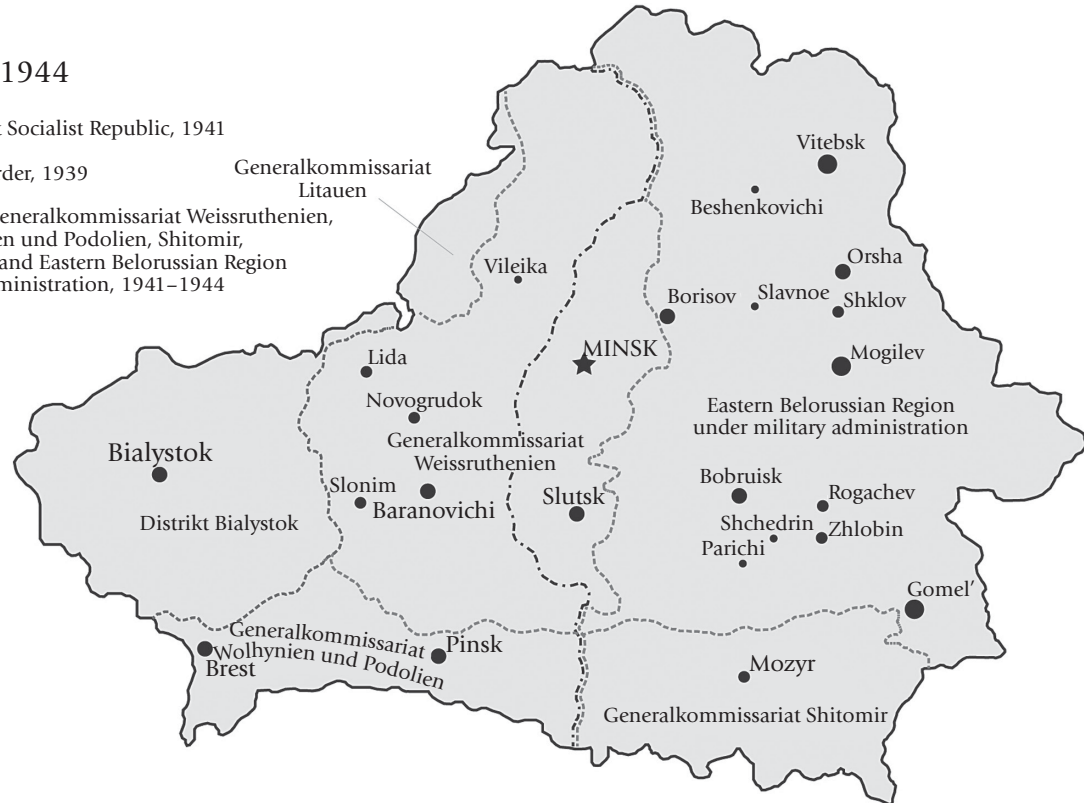 1944
Socialist Republic, 1941
rder, 1939
eneralkommissariat Weissruthenien,
en und Podolien, Shitomir,
and Eastern Belorussian Region
ministration, 1941–1944
Generalkommissariat
Litauen
Vitebsk
Beshenkovichi
Vileika
Orsha
Borisov
Slavnoe
Shklov
MINSK
Lida
Mogilev
Novogrudok
Eastern Belorussian Region
under military administration
Generalkommissariat
Weissruthenien
Bialystok
Slonim
Baranovichi
Slutsk
Bobruisk
Rogachev
Distrikt Bialystok
Shchedrin
Zhlobin
Parichi
Gomel’
Generalkommissariat
Wolhynien und Podolien
Brest
Pinsk
Mozyr
Generalkommissariat Shitomir